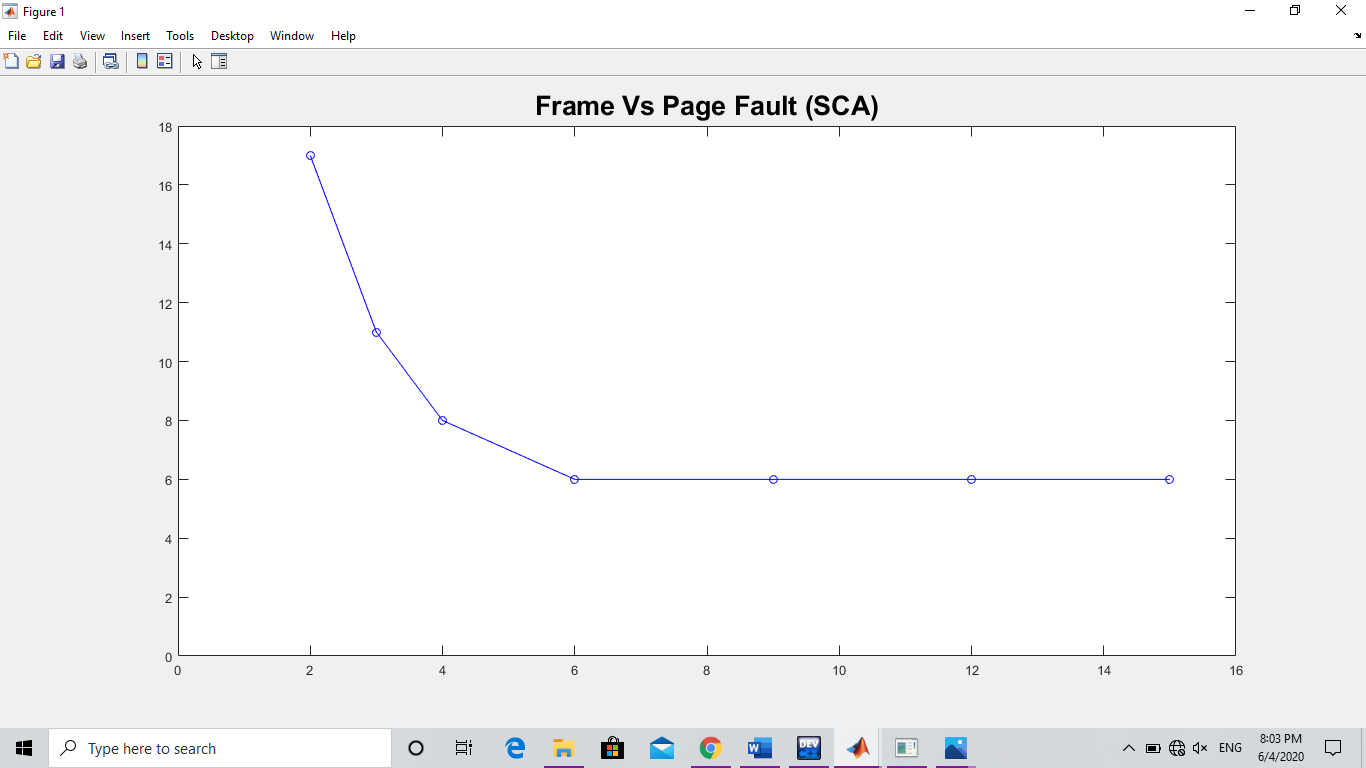 Figure 1
File Edit View Insert Tools Desktop Window Help
Frame Vs Page Fault (SCA)
18
16
14
12
10
8
6
4
2
0
0 2 4 6 8 10 12 14 16
Type here to search
DEV
C++
ENG
8:03 PM
6/4/2020